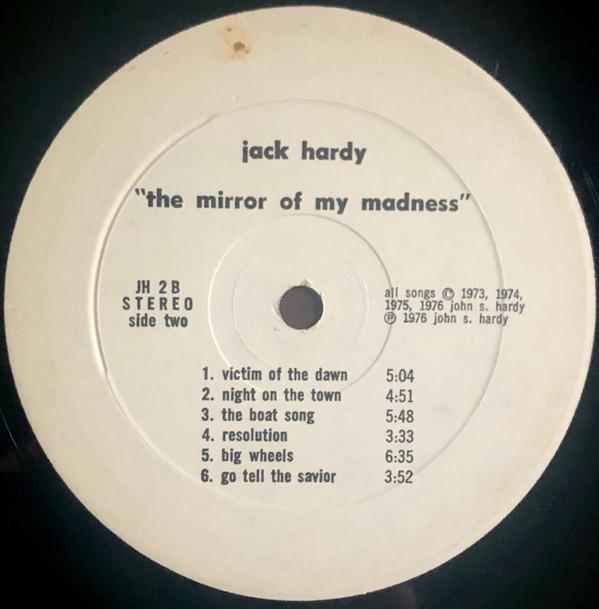 jack hardy
"the mirror of my madness"
JH 2 B
STEREO
side two
all songs © 1973, 1974,
1975, 1976 john s. hardy
℗ 1976 john s. hardy
1. victim of the dawn 5:04
2. night on the town 4:51
3. the boat song 5:48
4. resolution 3:33
5. big wheels 6:35
6. go tell the savior 3:52